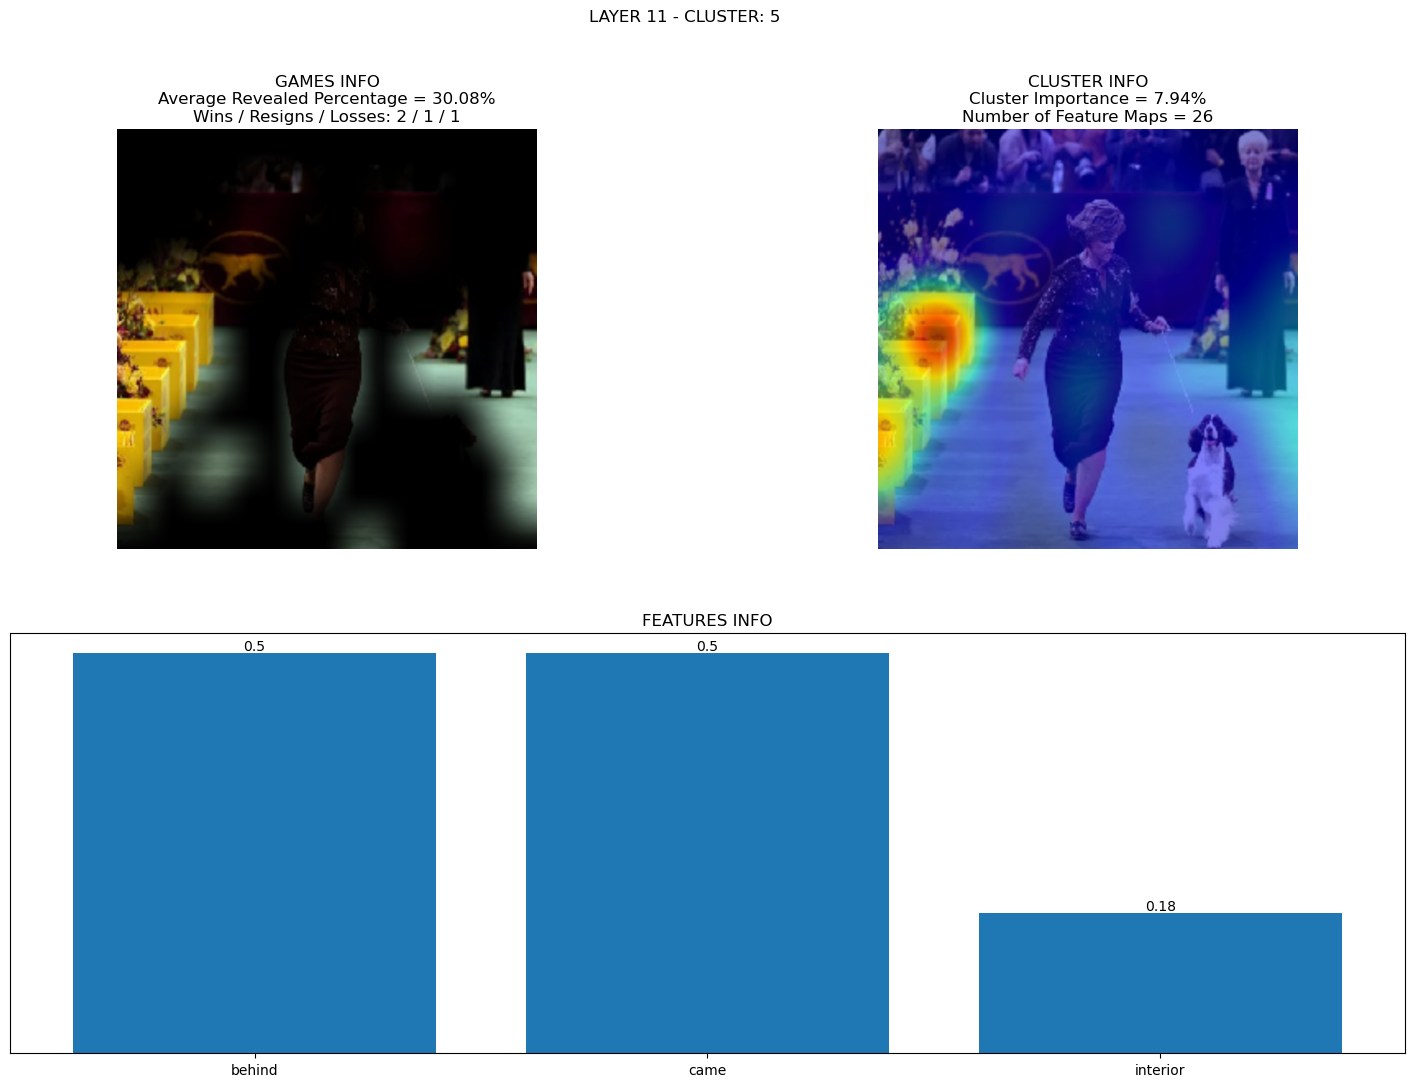 LAYER 11 - CLUSTER: 5
GAMES INFO
Average Revealed Percentage = 30.08%
Wins / Resigns / Losses: 2 / 1 / 1
CLUSTER INFO
Cluster Importance = 7.94%
Number of Feature Maps = 26
FEATURES INFO
0.5
0.5
0.18
behind
came
interior